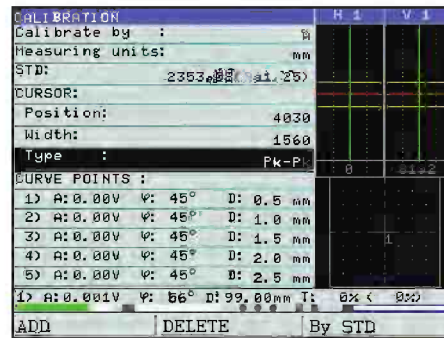 CALIBRATION
H 1 V 1
Calibrate by :
Measuring units: mm
STD:
CURSOR:
Position: 4030
Width: 1560
Type : Pk-Pk
0 8192
CURVE POINTS :
1) A:0.00V φ: 45° D: 0.5 mm
2) A:0.00V φ: 45° D: 1.0 mm
3) A:0.00V φ: 45° D: 1.5 mm
4) A:0.00V φ: 45° D: 2.0 mm
5) A:0.00V φ: 45° D: 2.5 mm
1
1) A:0.001V φ: 56° D:99.00mm T: 0% <
ADD DELETE By STD